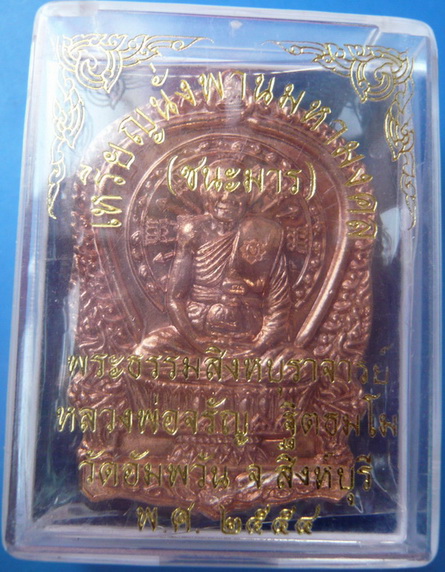 เหรียญนั่งพานมหามงคล
(ชนะมาร)
พระธรรมสิงหบุราจารย์
หลวงพ่อจรัญ ฐิตธมฺโม
วัดอัมพวัน จ.สิงห์บุรี
พ.ศ. ๒๕๕๔